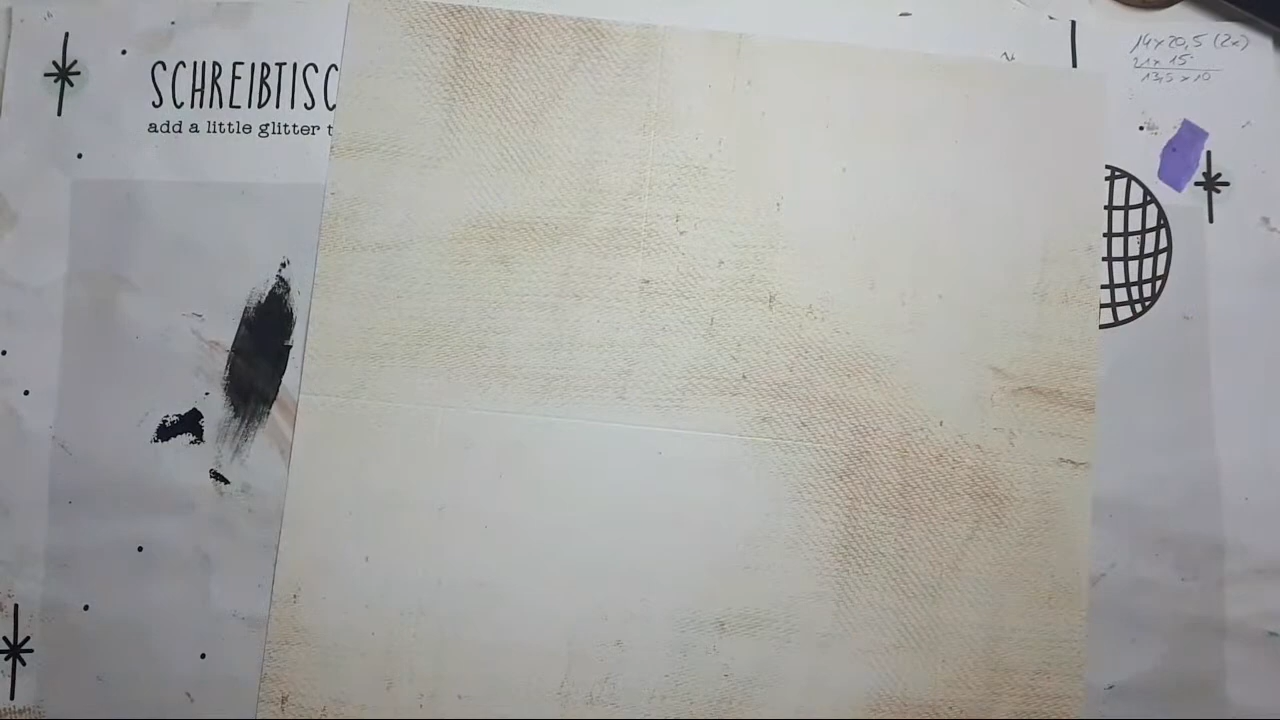 SCHREIBTISC
add a little glitter t
14x20,5 (2x)
21x15
13,5x10